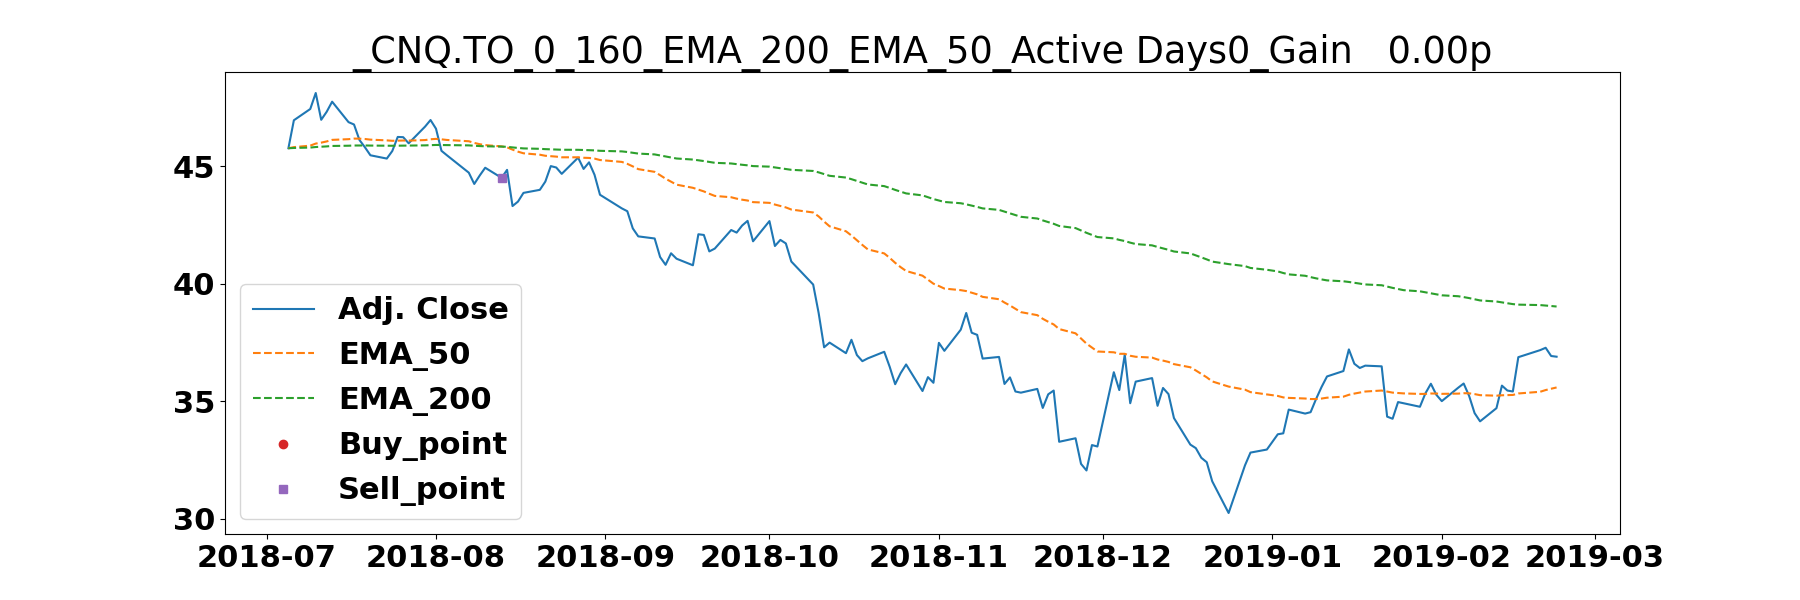 _CNQ.TO_0_160_EMA_200_EMA_50_Active Days0_Gain   0.00p
45
40
35
30
Adj. Close
EMA_50
EMA_200
Buy_point
Sell_point
2018-07 2018-08 2018-09 2018-10 2018-11 2018-12 2019-01 2019-02 2019-03